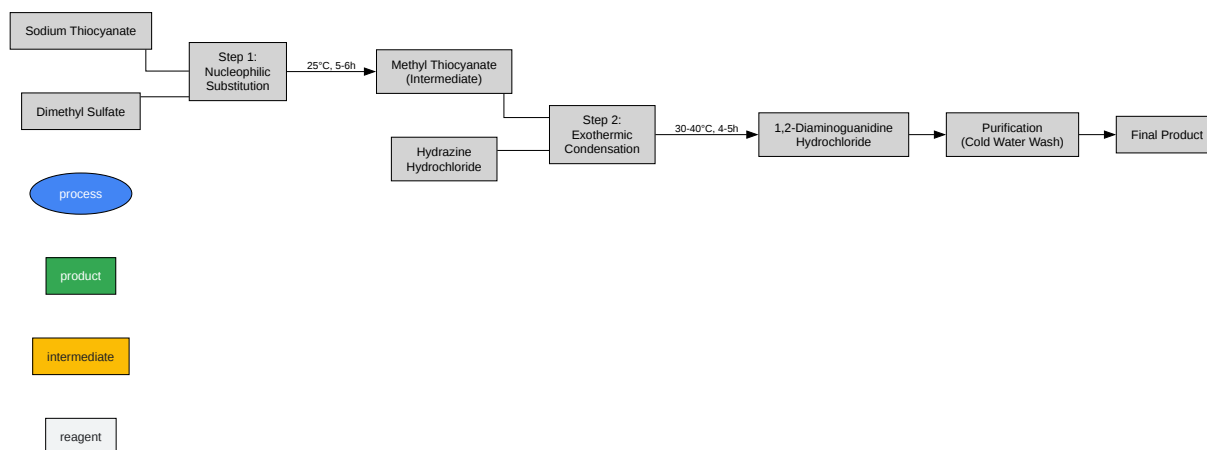 Sodium Thiocyanate
Dimethyl Sulfate
Step 1:
Nucleophilic
Substitution
25°C, 5-6h
Methyl Thiocyanate
(Intermediate)
Hydrazine
Hydrochloride
Step 2:
Exothermic
Condensation
30-40°C, 4-5h
1,2-Diaminoguanidine
Hydrochloride
Purification
(Cold Water Wash)
Final Product
process
product
intermediate
reagent